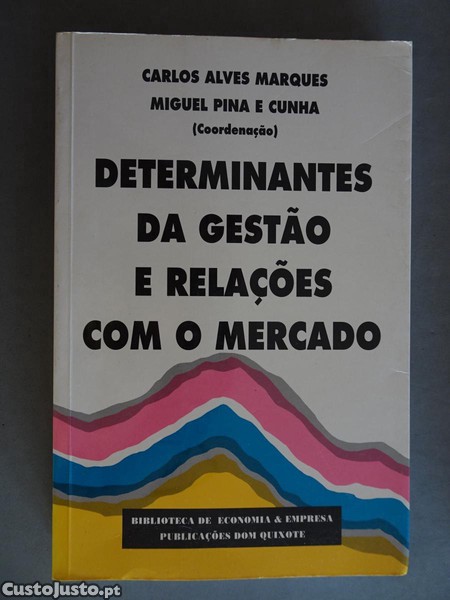 CARLOS ALVES MARQUES
MIGUEL PINA E CUNHA
(Coordenação)
DETERMINANTES
DA GESTÃO
E RELAÇÕES
COM O MERCADO
BIBLIOTECA DE ECONOMIA & EMPRESA
PUBLICAÇÕES DOM QUIXOTE
CustoJusto.pt